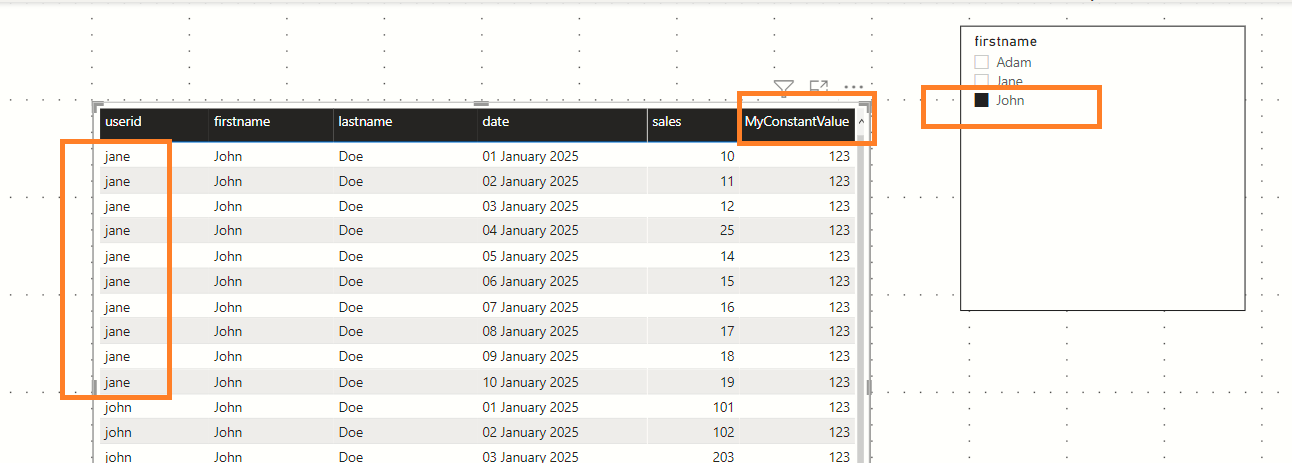 firstname
Adam
Jane
John
userid firstname lastname date sales MyConstantValue
jane John Doe 01 January 2025 10 123
jane John Doe 02 January 2025 11 123
jane John Doe 03 January 2025 12 123
jane John Doe 04 January 2025 25 123
jane John Doe 05 January 2025 14 123
jane John Doe 06 January 2025 15 123
jane John Doe 07 January 2025 16 123
jane John Doe 08 January 2025 17 123
jane John Doe 09 January 2025 18 123
jane John Doe 10 January 2025 19 123
john John Doe 01 January 2025 101 123
john John Doe 02 January 2025 102 123
john John Doe 03 January 2025 203 123